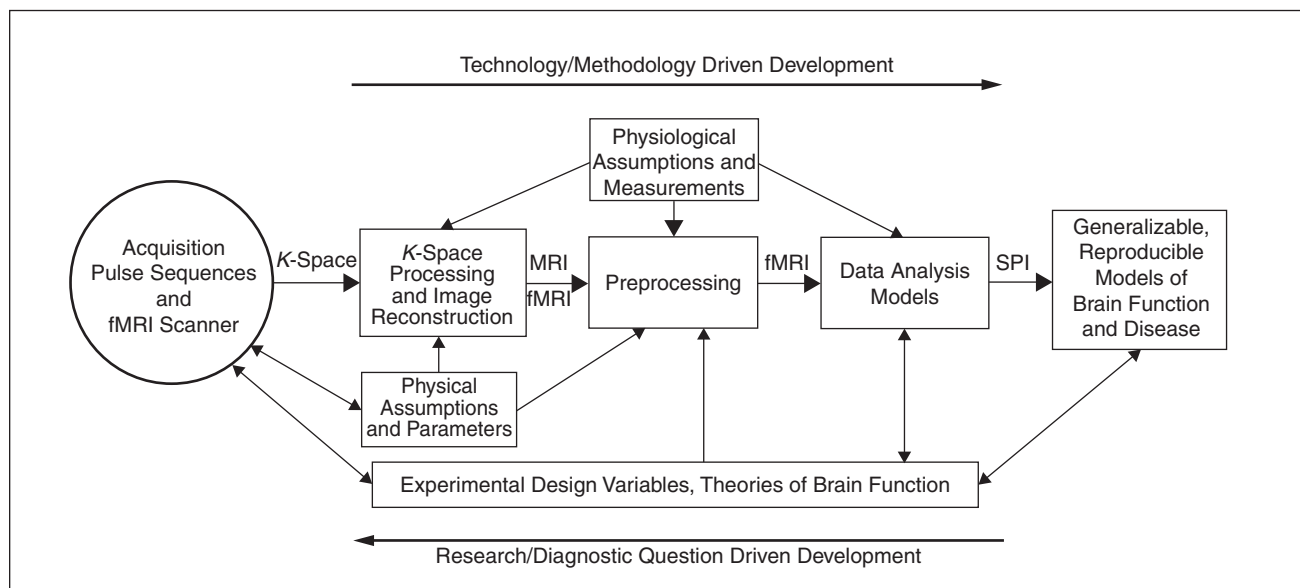 Technology/Methodology Driven Development
Physiological
Assumptions and
Measurements
Acquisition
Pulse Sequences
and
fMRI Scanner
K-Space
K-Space
Processing
and Image
Reconstruction
MRI
fMRI
Preprocessing
fMRI
Data Analysis
Models
SPI
Generalizable,
Reproducible
Models of
Brain Function
and Disease
Physical
Assumptions
and Parameters
Experimental Design Variables, Theories of Brain Function
Research/Diagnostic Question Driven Development